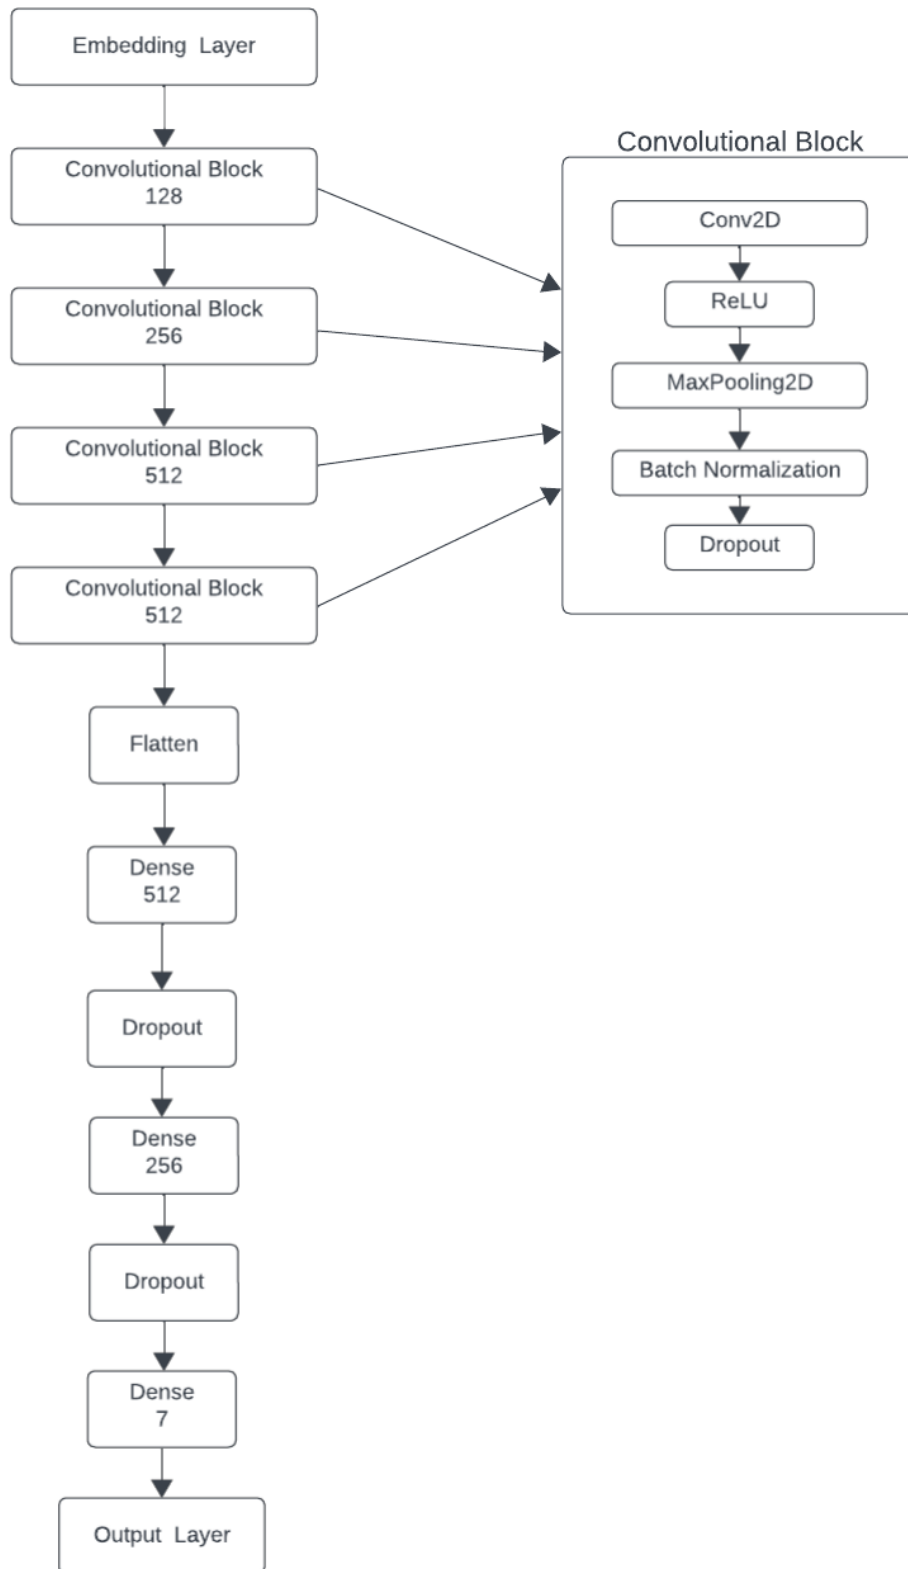 Embedding Layer
Convolutional Block
128
Convolutional Block
256
Convolutional Block
512
Convolutional Block
512
Flatten
Dense
512
Dropout
Dense
256
Dropout
Dense
7
Output Layer
Convolutional Block
Conv2D
ReLU
MaxPooling2D
Batch Normalization
Dropout